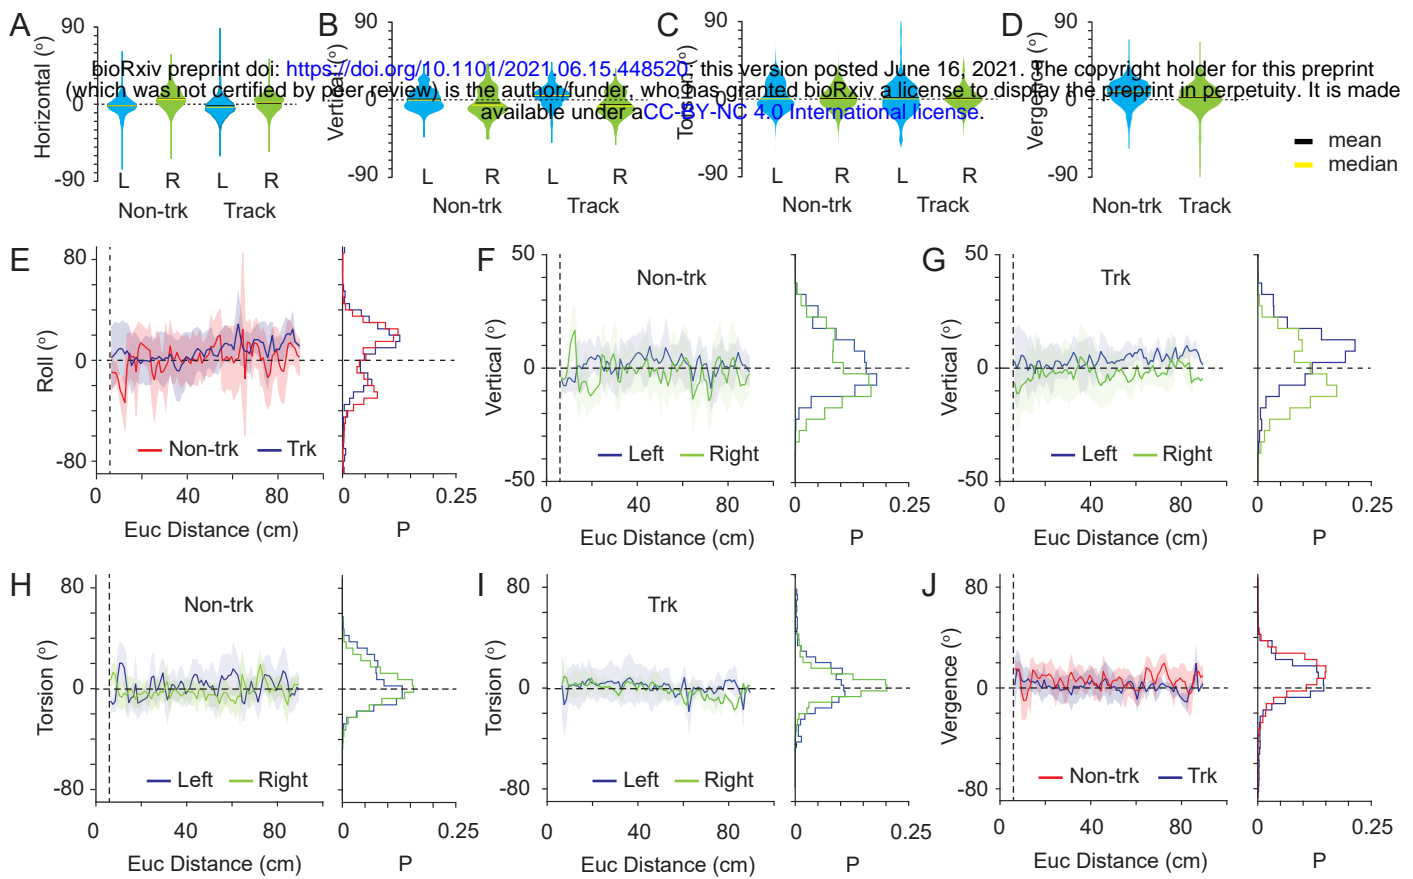 A
B
C
D
90
90
90
90
Horizontal (°)
Vertical (°)
Torsion (°)
Vergence (°)
bioRxiv preprint doi: https://doi.org/10.1101/2021.06.15.448520; this version posted June 16, 2021. The copyright holder for this preprint
(which was not certified by peer review) is the author/funder, who has granted bioRxiv a license to display the preprint in perpetuity. It is made
available under aCC-BY-NC 4.0 International license.
0
0
0
0
mean
median
-90
-90
-90
-90
L R L R
L R L R
L R L R
Non-trk Track
Non-trk Track
Non-trk Track
Non-trk Track
E
80
0
-80
Roll (°)
Non-trk Trk
0 40 80
Euc Distance (cm)
0 0.25
P
F
50
0
-50
Vertical (°)
Non-trk
Left Right
0 40 80
Euc Distance (cm)
0 0.25
P
G
50
0
-50
Vertical (°)
Trk
Left Right
0 40 80
Euc Distance (cm)
0 0.25
P
H
80
0
-80
Torsion (°)
Non-trk
Left Right
0 40 80
Euc Distance (cm)
0 0.25
P
I
80
0
-80
Torsion (°)
Trk
Left Right
0 40 80
Euc Distance (cm)
0 0.25
P
J
80
0
-80
Vergence (°)
Non-trk Trk
0 40 80
Euc Distance (cm)
0 0.25
P